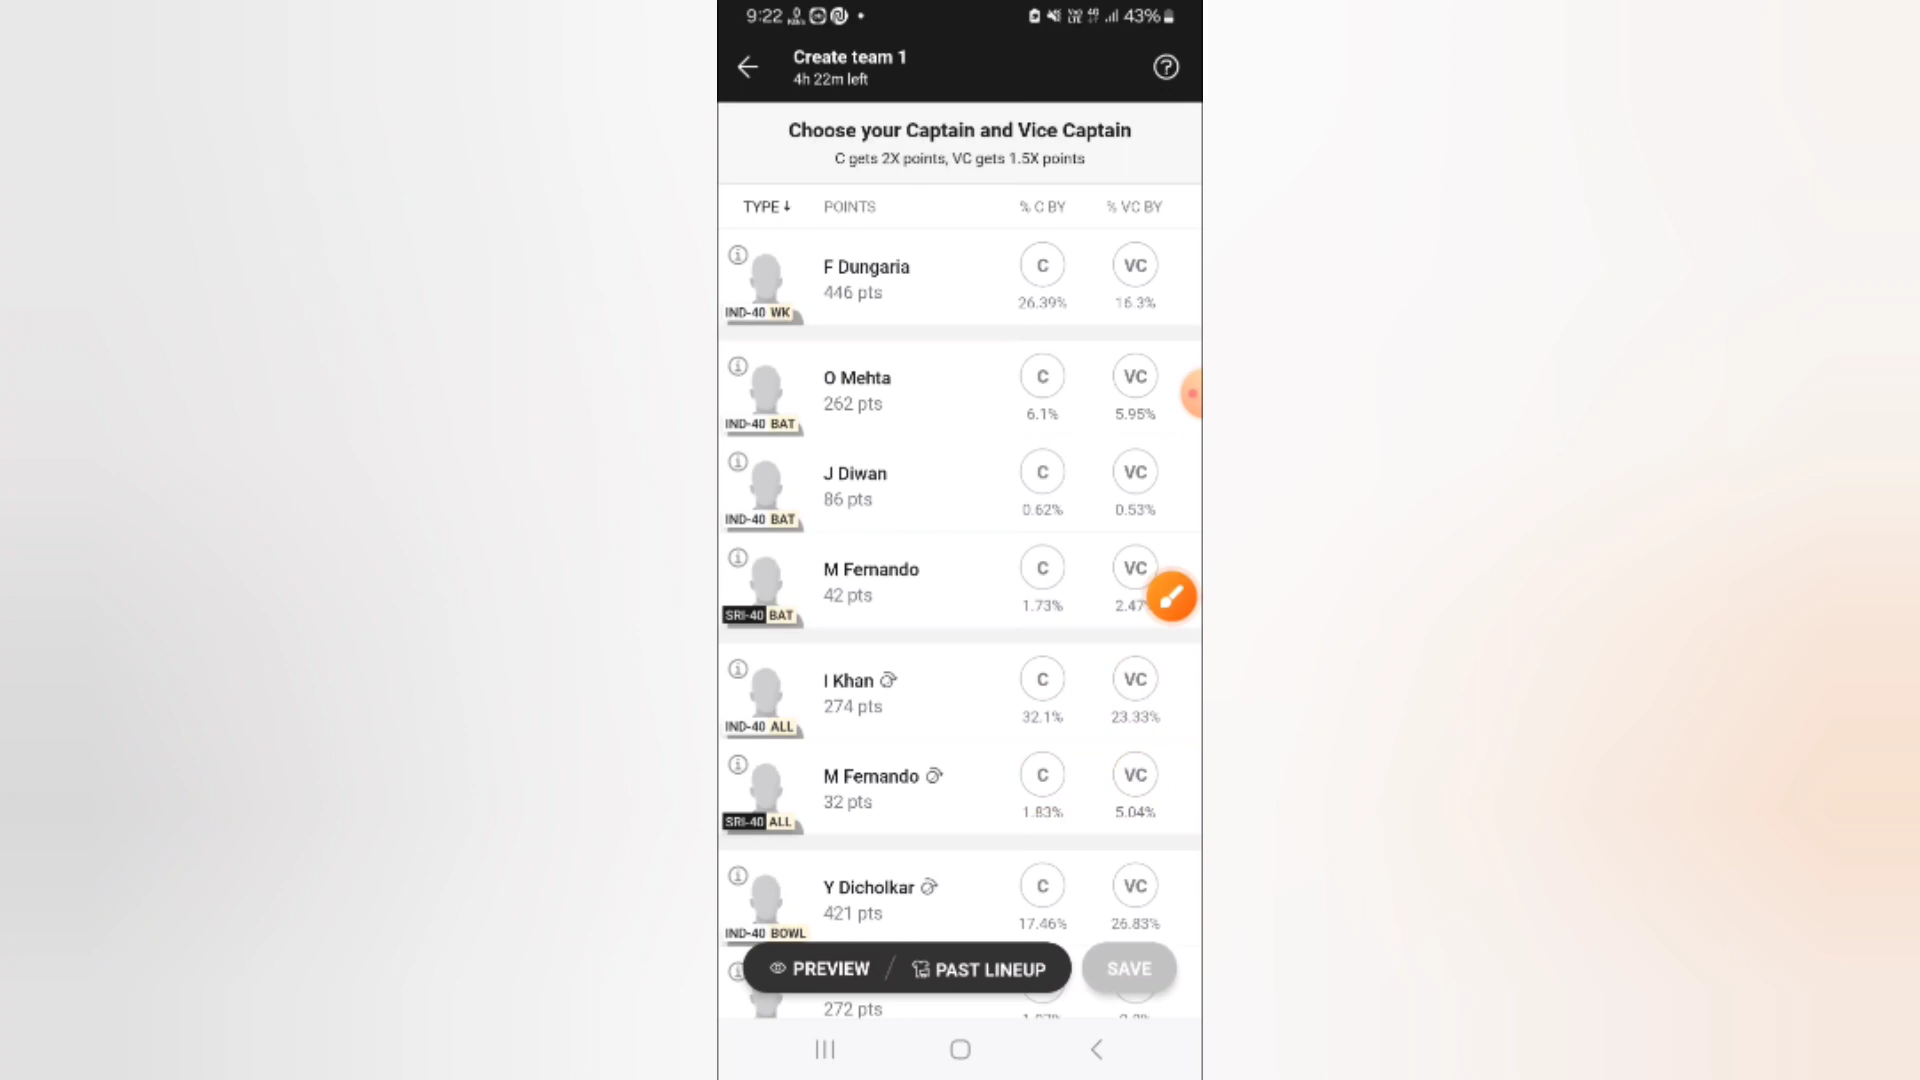 9:22 43%
Create team 1
4h 22m left
Choose your Captain and Vice Captain
C gets 2X points, VC gets 1.5X points
TYPE POINTS % C BY % VC BY
F Dungaria C VC
446 pts 26.39% 16.3%
IND-40 WK
O Mehta C VC
262 pts 6.1% 5.95%
IND-40 BAT
J Diwan C VC
86 pts 0.62% 0.53%
IND-40 BAT
M Fernando C VC
42 pts 1.73% 2.47
SRI-40 BAT
I Khan C VC
274 pts 32.1% 23.33%
IND-40 ALL
M Fernando C VC
32 pts 1.83% 5.04%
SRI-40 ALL
Y Dicholkar C VC
421 pts 17.46% 26.83%
IND-40 BOWL
PREVIEW / PAST LINEUP SAVE
272 pts